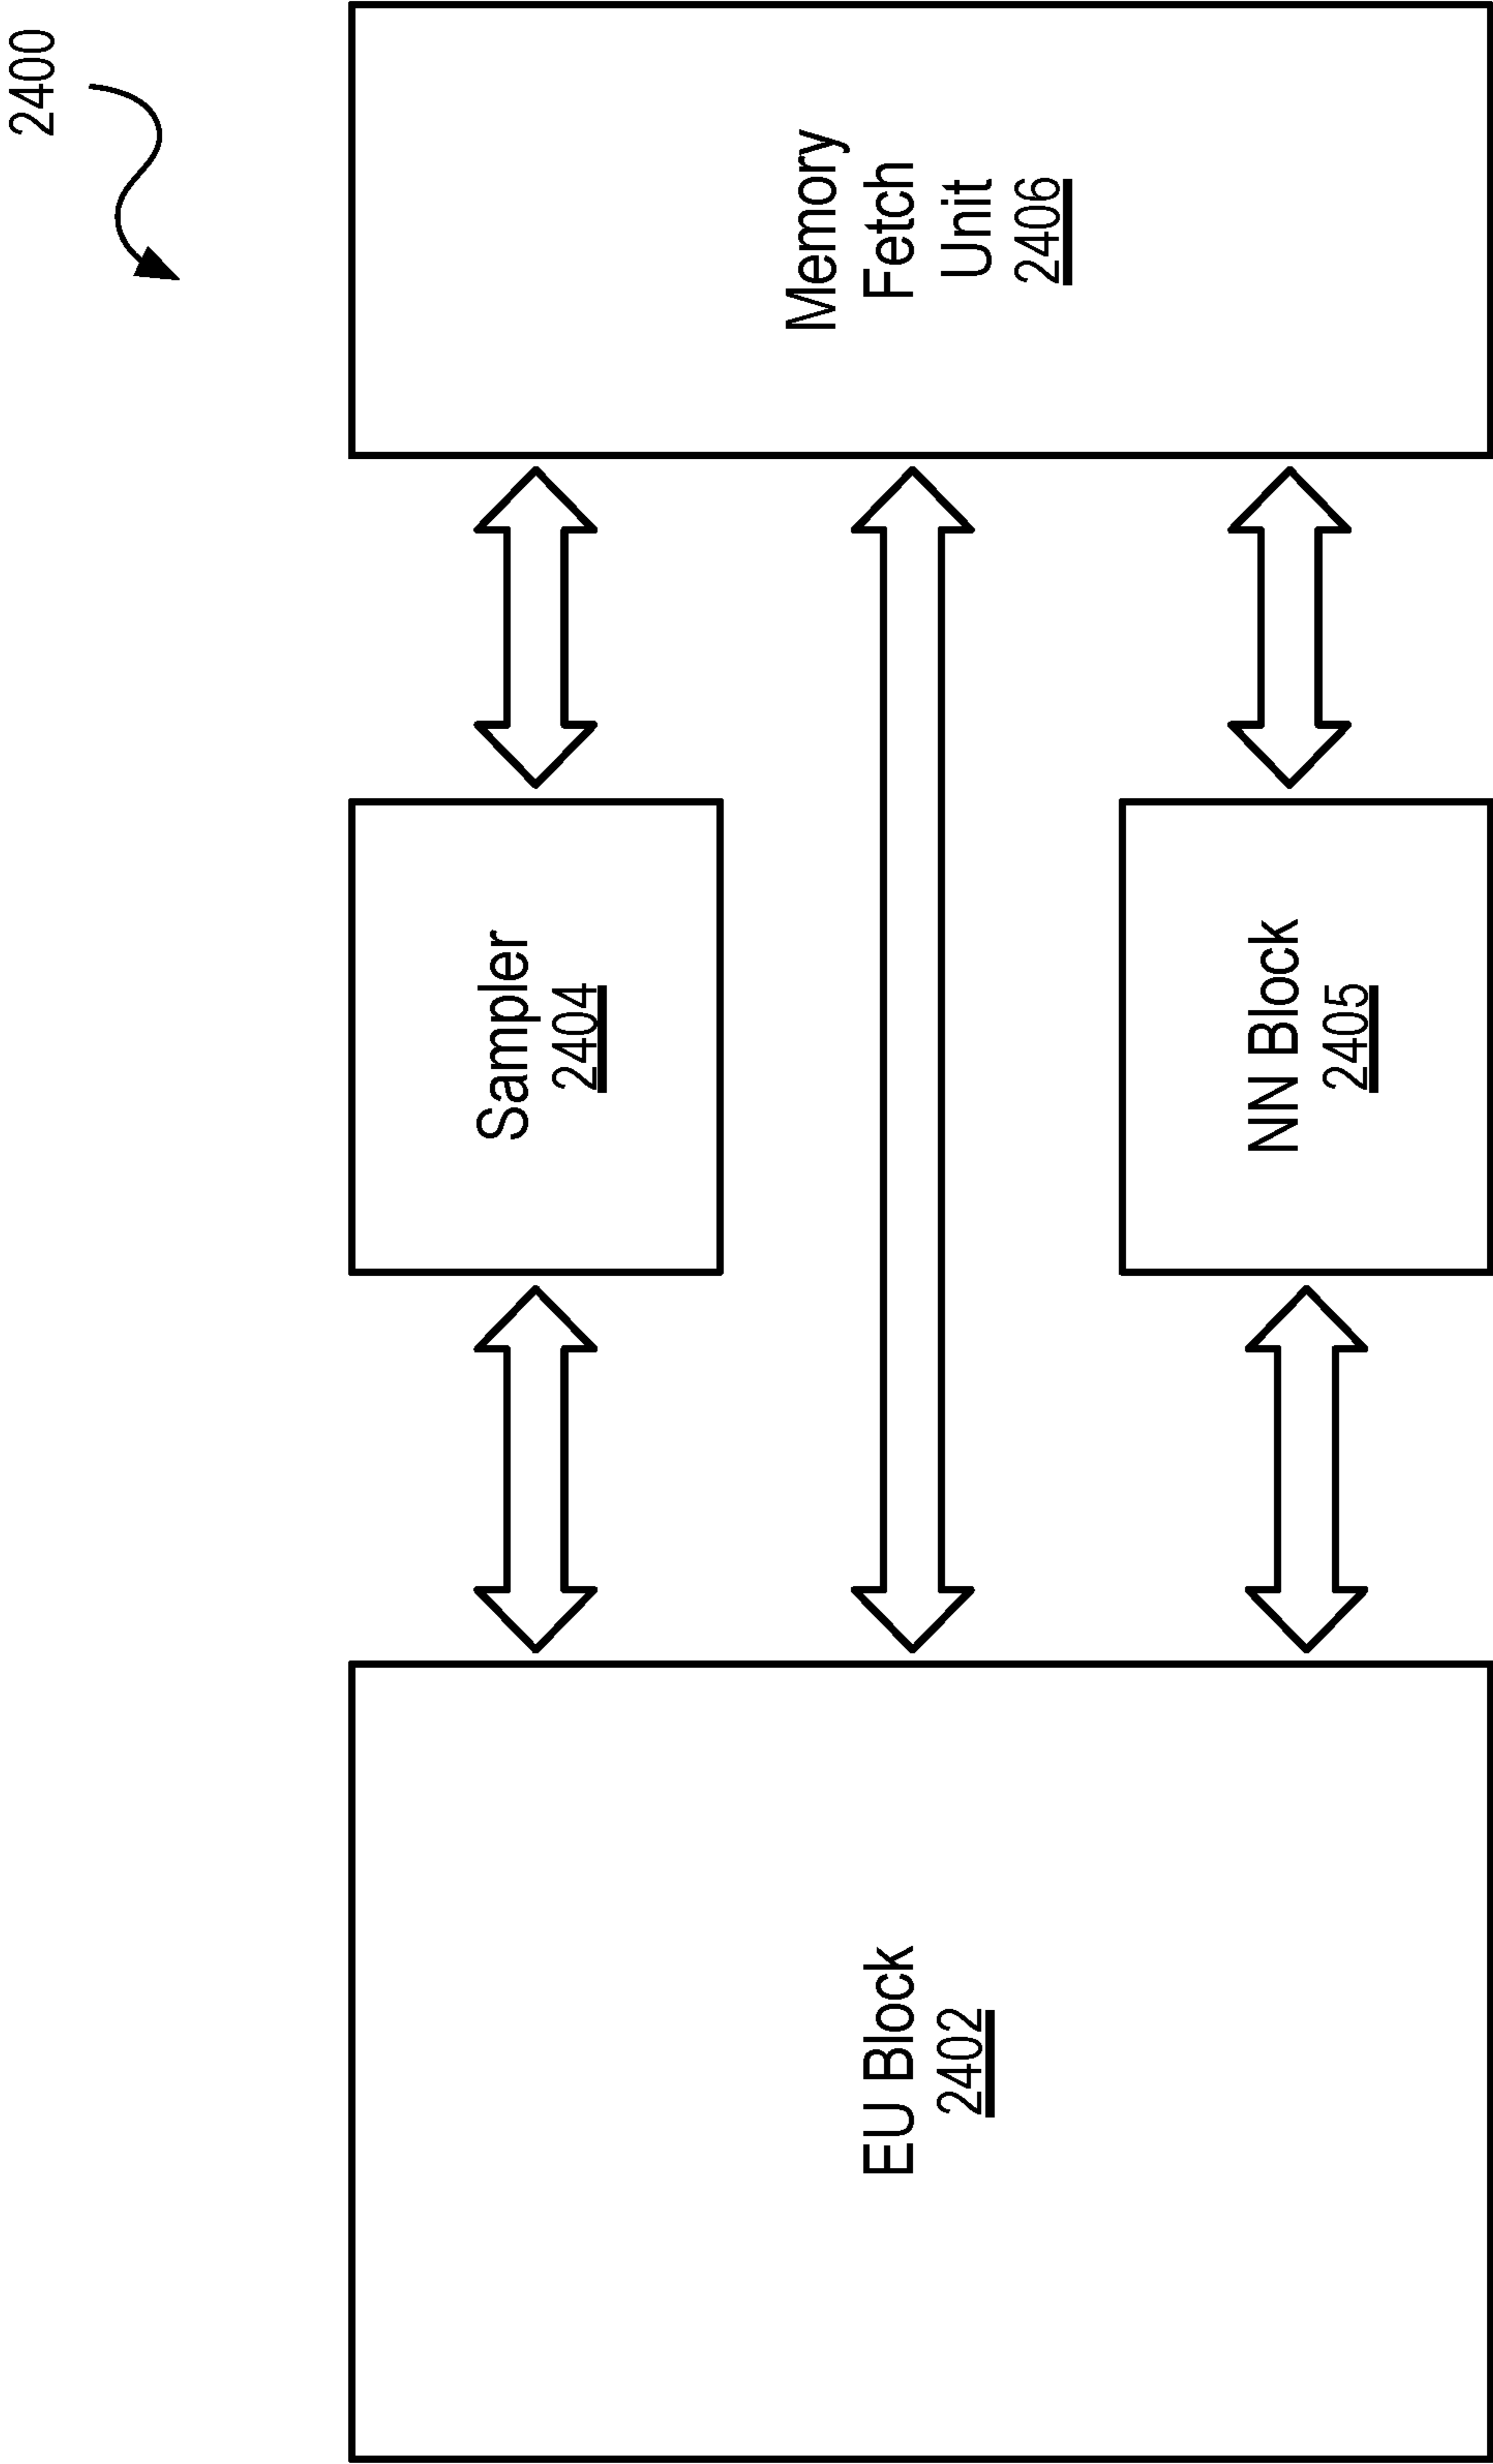 2400
EU Block
2402
Sampler
2404
NN Block
2405
Memory
Fetch
Unit
2406